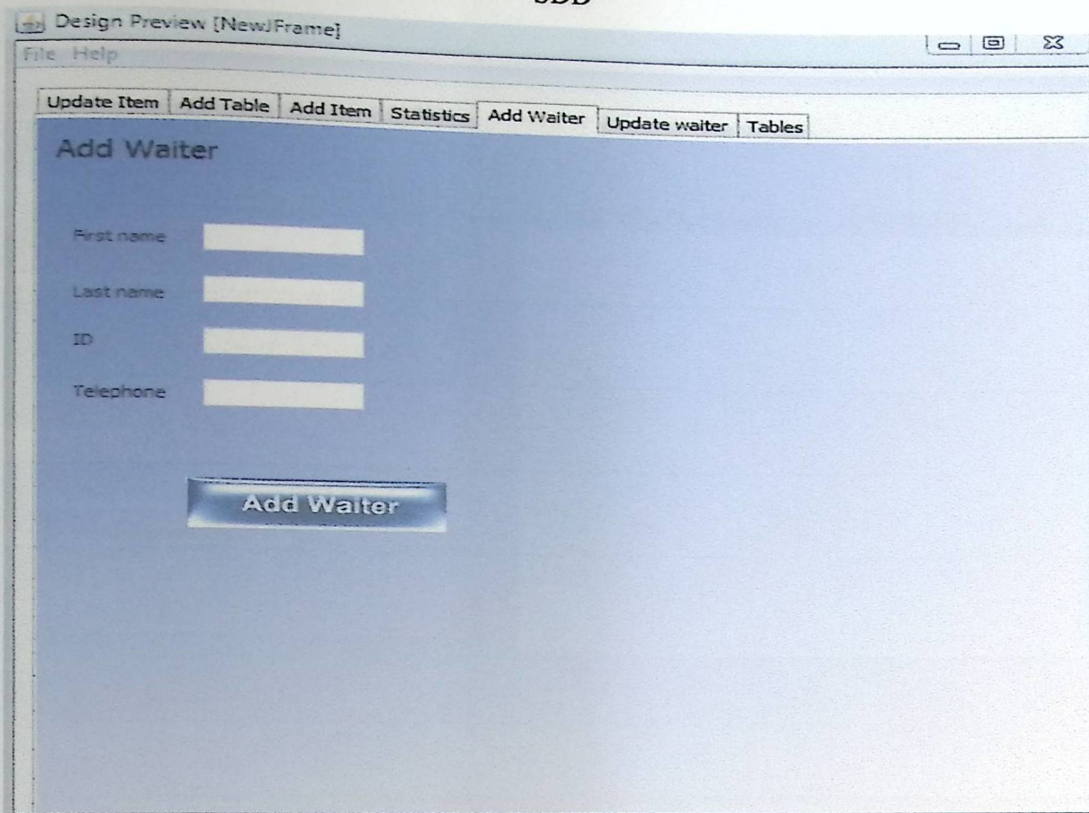 SDD
Design Preview [NewJFrame]
File Help
Update Item Add Table Add Item Statistics Add Waiter Update waiter Tables
Add Waiter
First name
Last name
ID
Telephone
Add Waiter